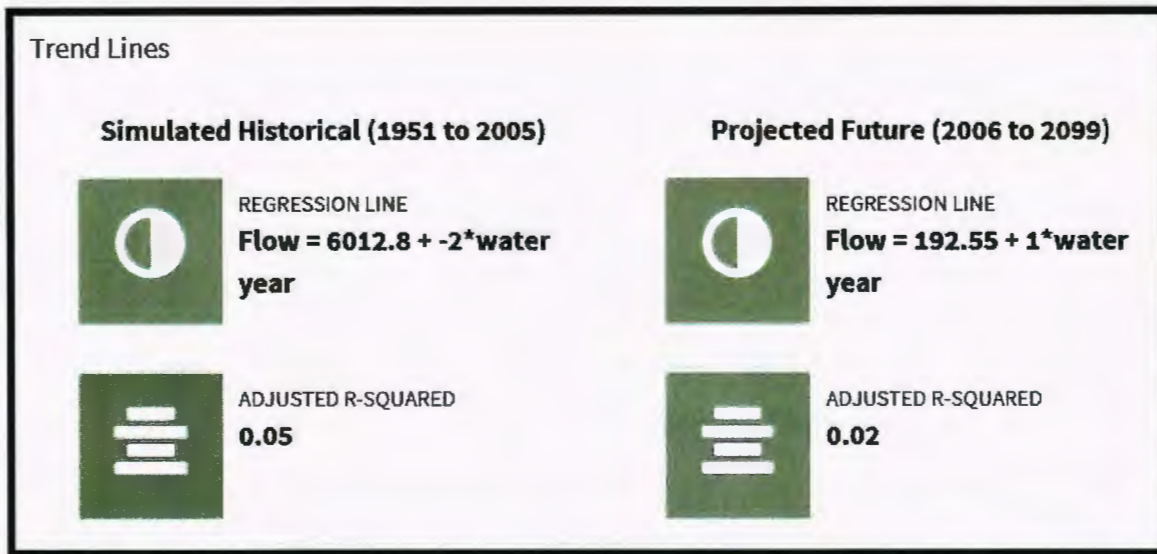 Trend Lines
Simulated Historical (1951 to 2005)
REGRESSION LINE
Flow = 6012.8 + -2*water
year
ADJUSTED R-SQUARED
0.05
Projected Future (2006 to 2099)
REGRESSION LINE
Flow = 192.55 + 1*water
year
ADJUSTED R-SQUARED
0.02